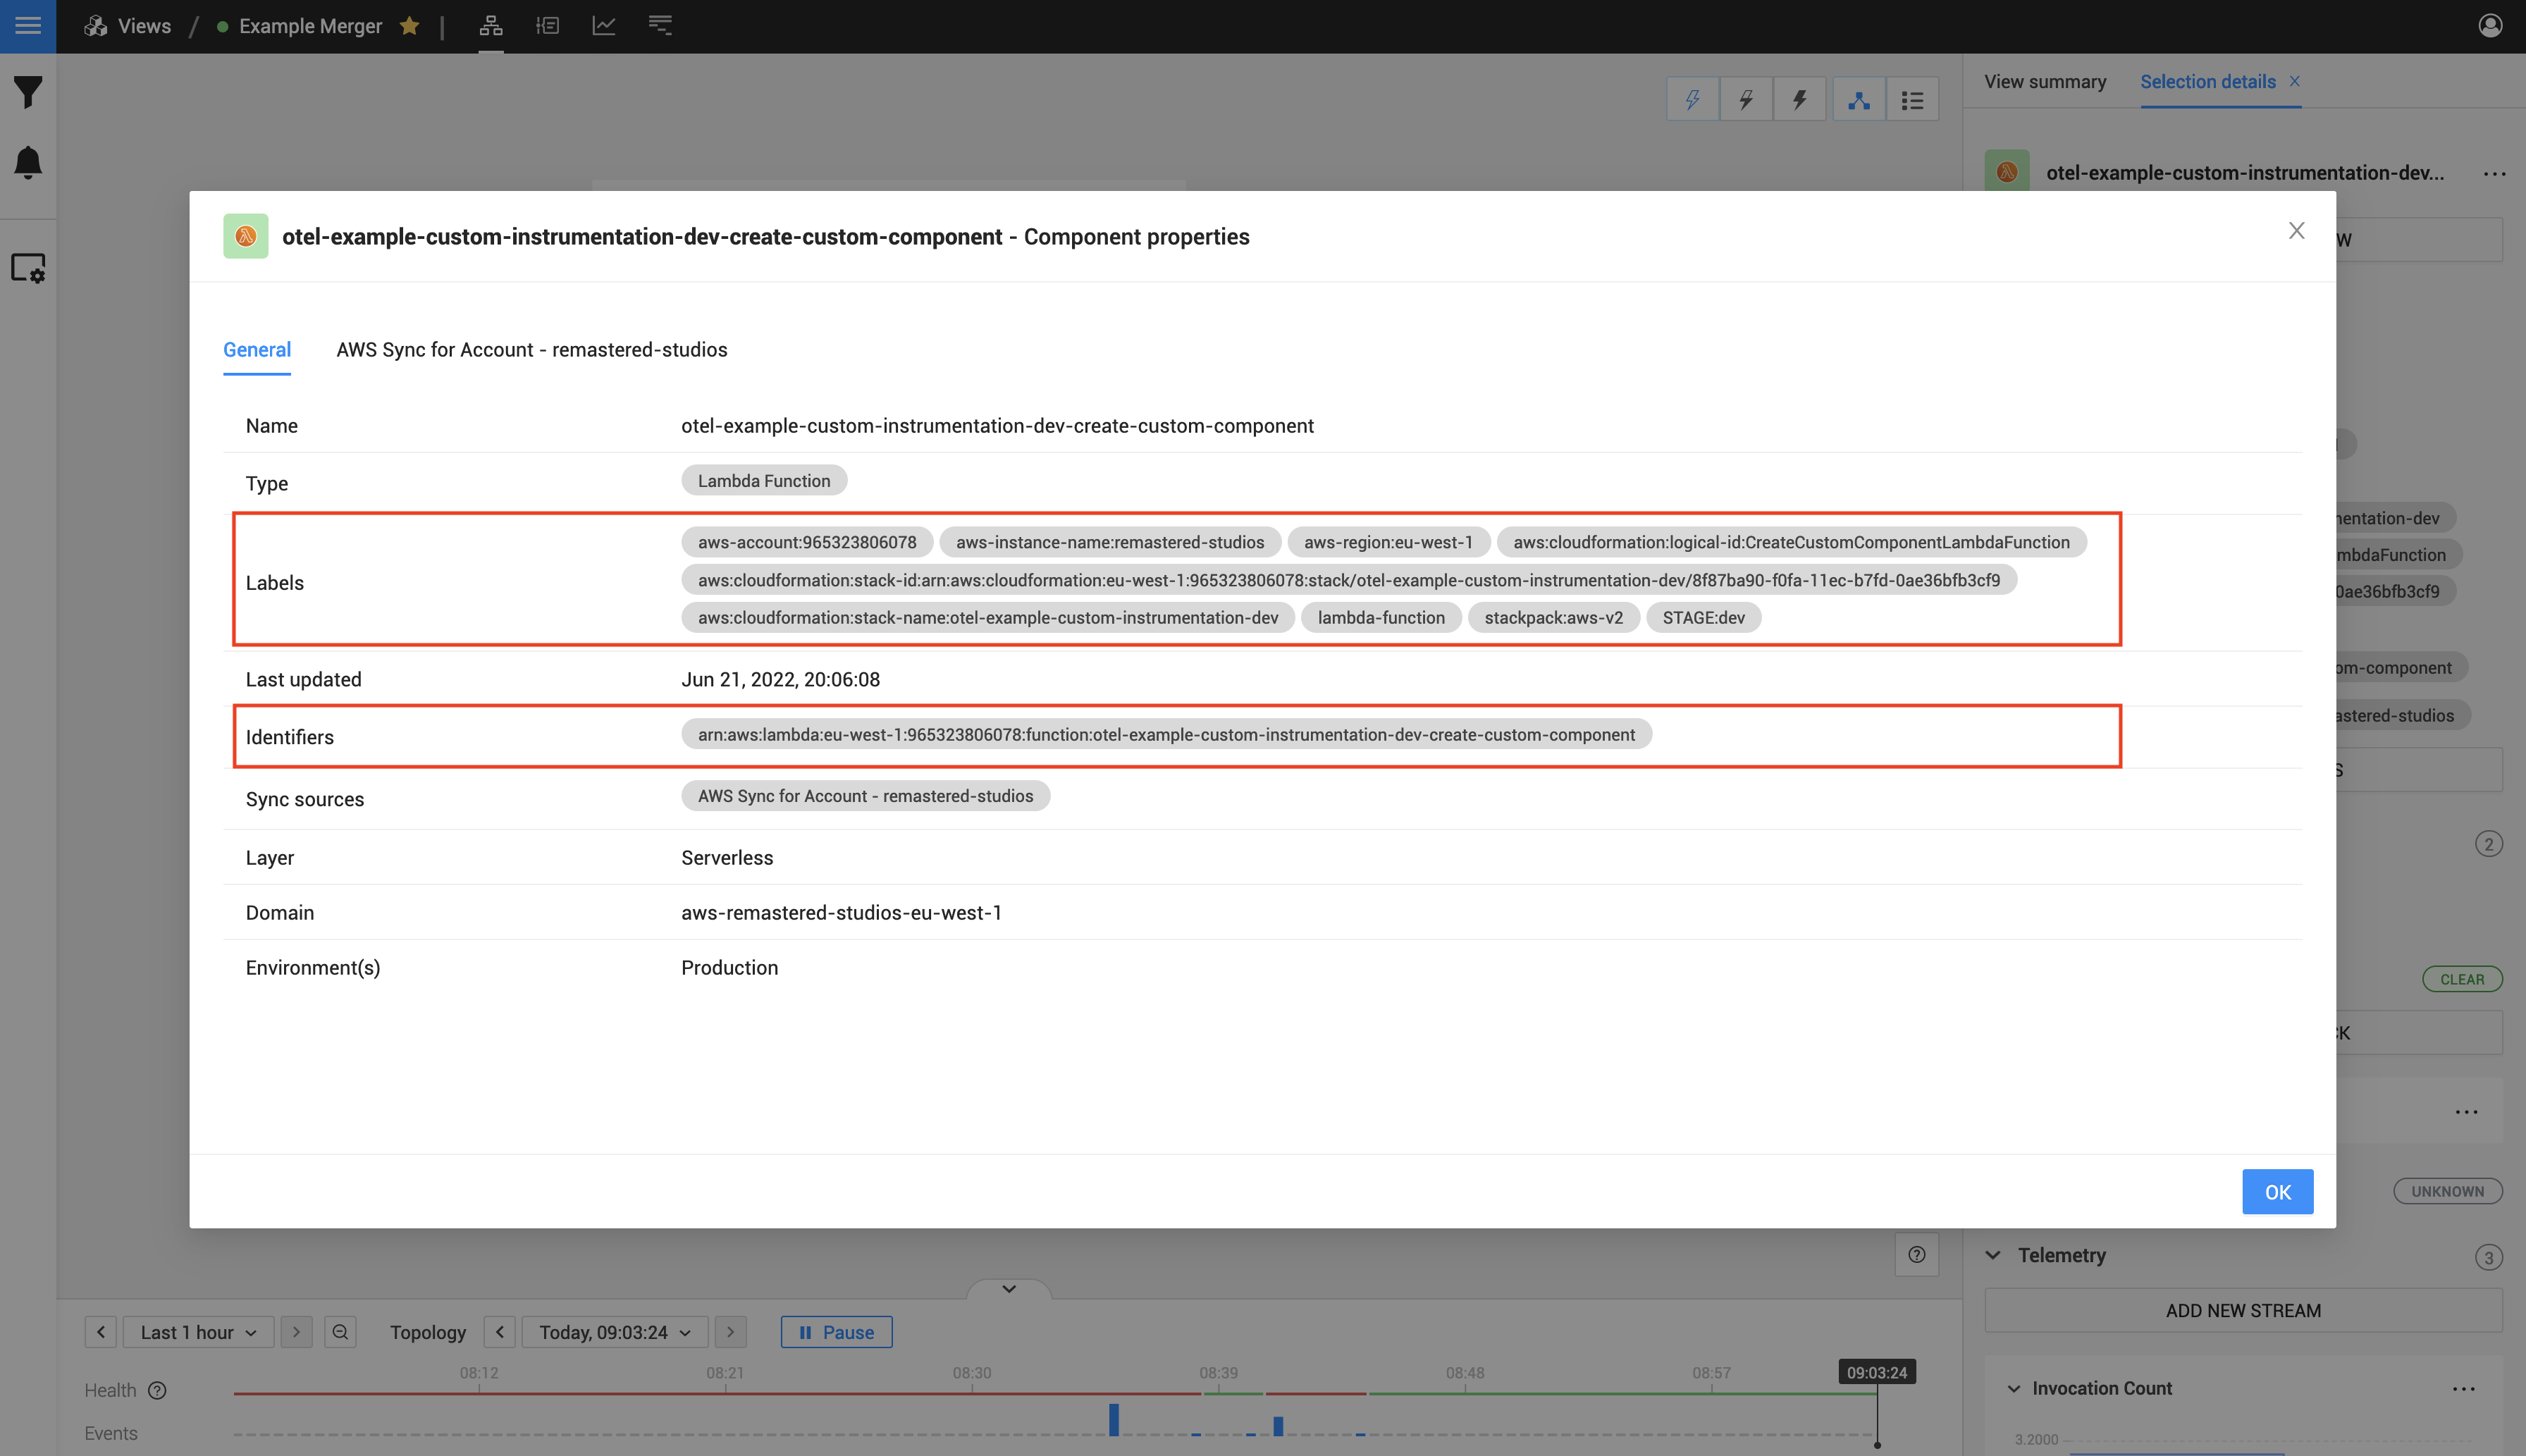 Views / Example Merger
View summary Selection details
otel-example-custom-instrumentation-dev...
otel-example-custom-instrumentation-dev-create-custom-component - Component properties
General AWS Sync for Account - remastered-studios
Name otel-example-custom-instrumentation-dev-create-custom-component
Type Lambda Function
Labels
aws-account:965323806078 aws-instance-name:remastered-studios aws-region:eu-west-1 aws:cloudformation:logical-id:CreateCustomComponentLambdaFunction
aws:cloudformation:stack-id:arn:aws:cloudformation:eu-west-1:965323806078:stack/otel-example-custom-instrumentation-dev/8f87ba90-f0fa-11ec-b7fd-0ae36bfb3cf9
aws:cloudformation:stack-name:otel-example-custom-instrumentation-dev lambda-function stackpack:aws-v2 STAGE:dev
Last updated Jun 21, 2022, 20:06:08
Identifiers arn:aws:lambda:eu-west-1:965323806078:function:otel-example-custom-instrumentation-dev-create-custom-component
Sync sources AWS Sync for Account - remastered-studios
Layer Serverless
Domain aws-remastered-studios-eu-west-1
Environment(s) Production
OK
W
nentation-dev
mbdaFunction
0ae36bfb3cf9
om-component
astered-studios
S
2
CLEAR
CK
UNKNOWN
Telemetry 3
ADD NEW STREAM
Invocation Count
3.2000
Last 1 hour Topology Today, 09:03:24 Pause
08:12 08:21 08:30 08:39 08:48 08:57 09:03:24
Health
Events